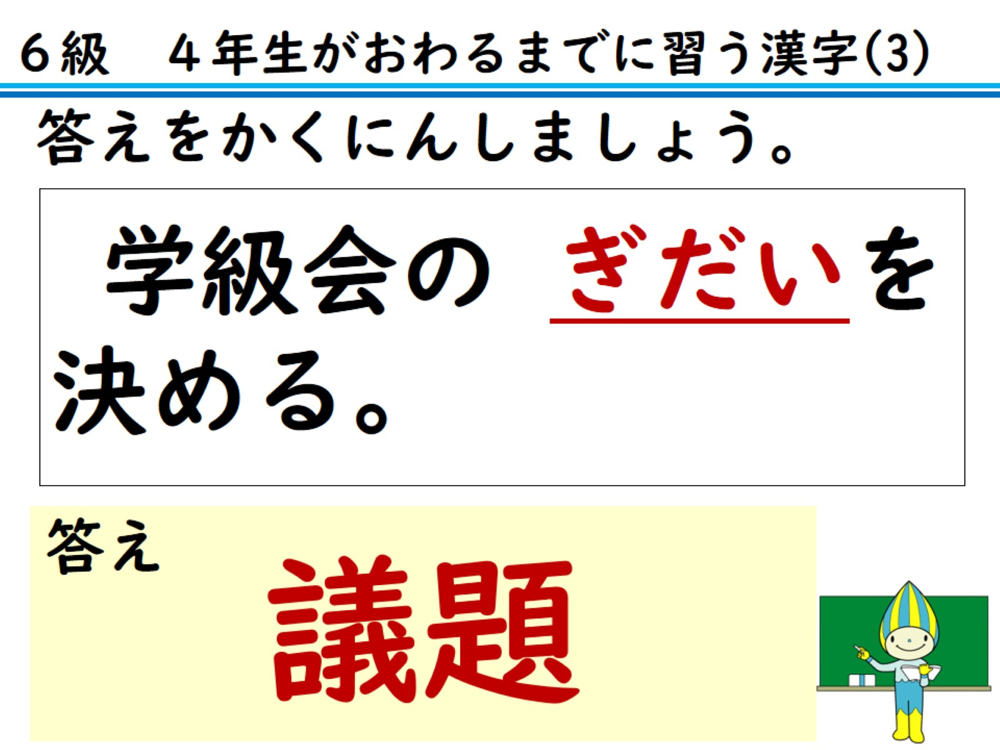 ６級　４年生がおわるまでに習う漢字(3)
答えをかくにんしましょう。
学級会の　ぎだいを
決める。
答え
議題